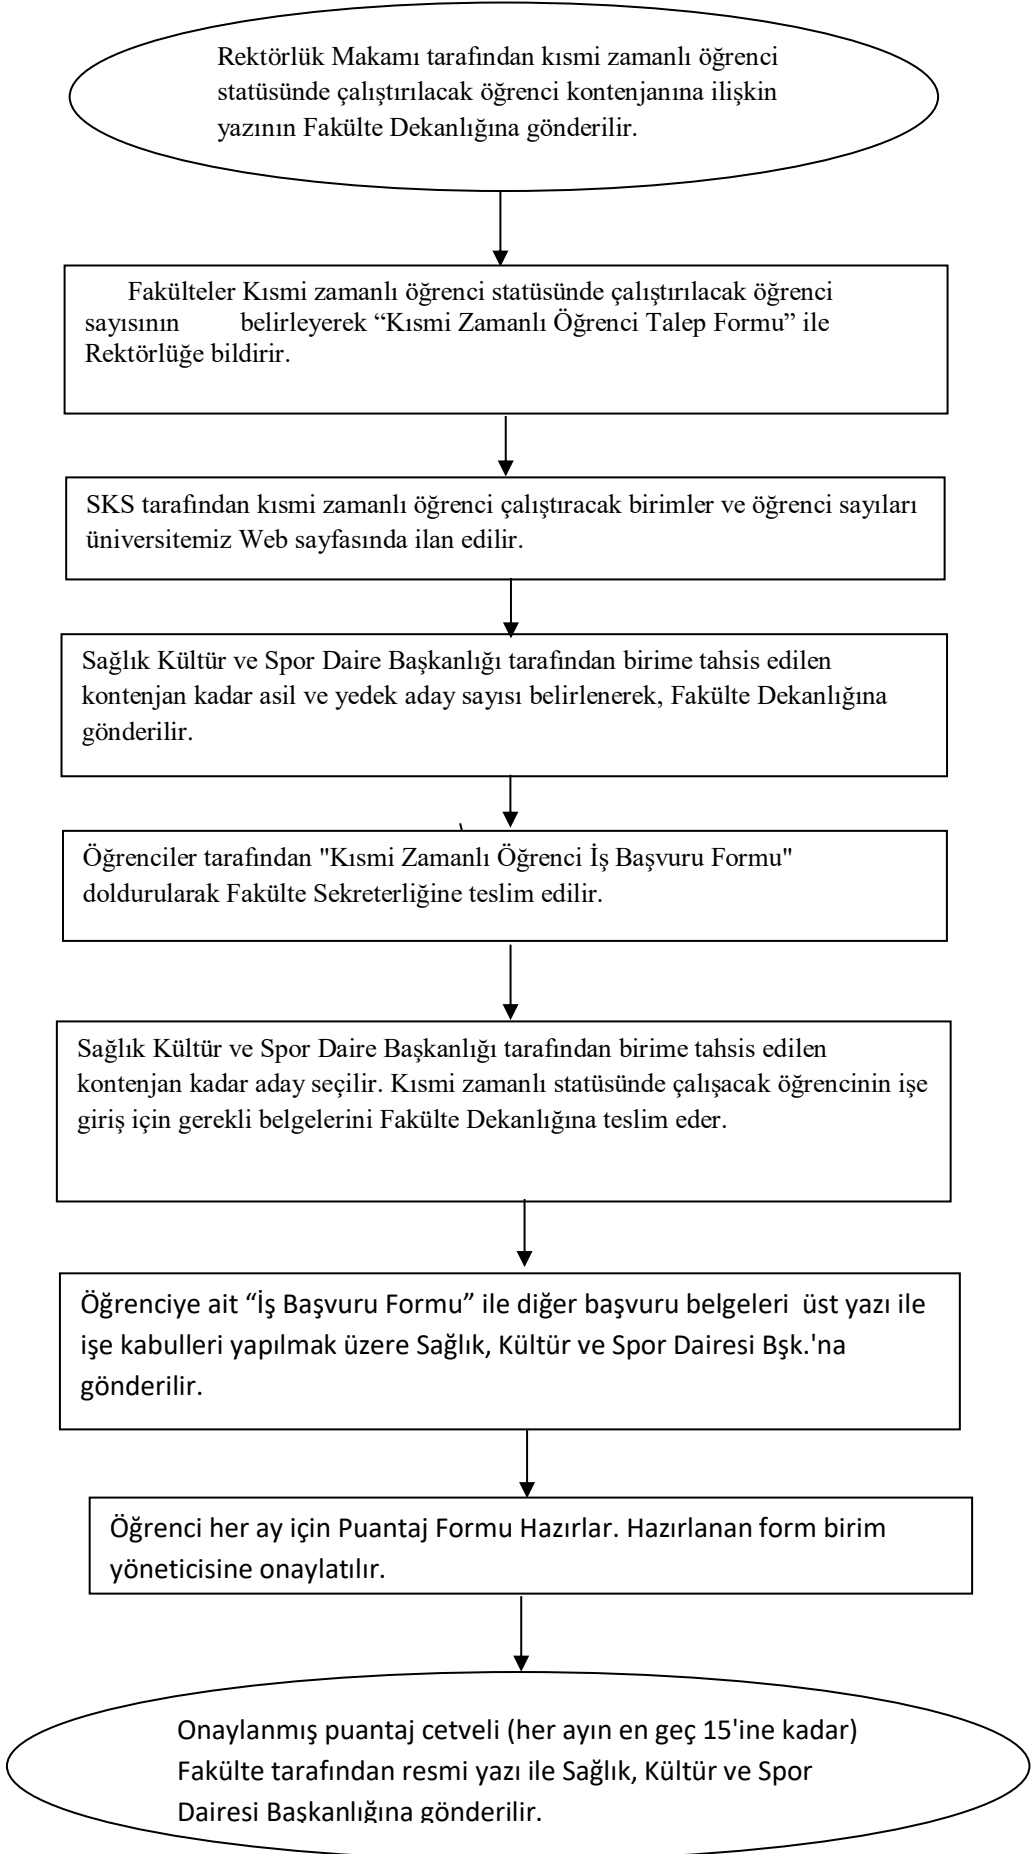 Rektörlük Makamı tarafından kısmi zamanlı öğrenci
statüsünde çalıştırılacak öğrenci kontenjanına ilişkin
yazının Fakülte Dekanlığına gönderilir.
Fakülteler Kısmi zamanlı öğrenci statüsünde çalıştırılacak öğrenci
sayısının belirleyerek “Kısmi Zamanlı Öğrenci Talep Formu” ile
Rektörlüğe bildirir.
SKS tarafından kısmi zamanlı öğrenci çalıştıracak birimler ve öğrenci sayıları
üniversitemiz Web sayfasında ilan edilir.
Sağlık Kültür ve Spor Daire Başkanlığı tarafından birime tahsis edilen
kontenjan kadar asil ve yedek aday sayısı belirlenerek, Fakülte Dekanlığına
gönderilir.
Öğrenciler tarafından "Kısmi Zamanlı Öğrenci İş Başvuru Formu"
doldurularak Fakülte Sekreterliğine teslim edilir.
Sağlık Kültür ve Spor Daire Başkanlığı tarafından birime tahsis edilen
kontenjan kadar aday seçilir. Kısmi zamanlı statüsünde çalışacak öğrencinin işe
giriş için gerekli belgelerini Fakülte Dekanlığına teslim eder.
Öğrenciye ait “İş Başvuru Formu” ile diğer başvuru belgeleri üst yazı ile
işe kabulleri yapılmak üzere Sağlık, Kültür ve Spor Dairesi Bşk.'na
gönderilir.
Öğrenci her ay için Puantaj Formu Hazırlar. Hazırlanan form birim
yöneticisine onaylatılır.
Onaylanmış puantaj cetveli (her ayın en geç 15'ine kadar)
Fakülte tarafından resmi yazı ile Sağlık, Kültür ve Spor
Dairesi Başkanlığına gönderilir.